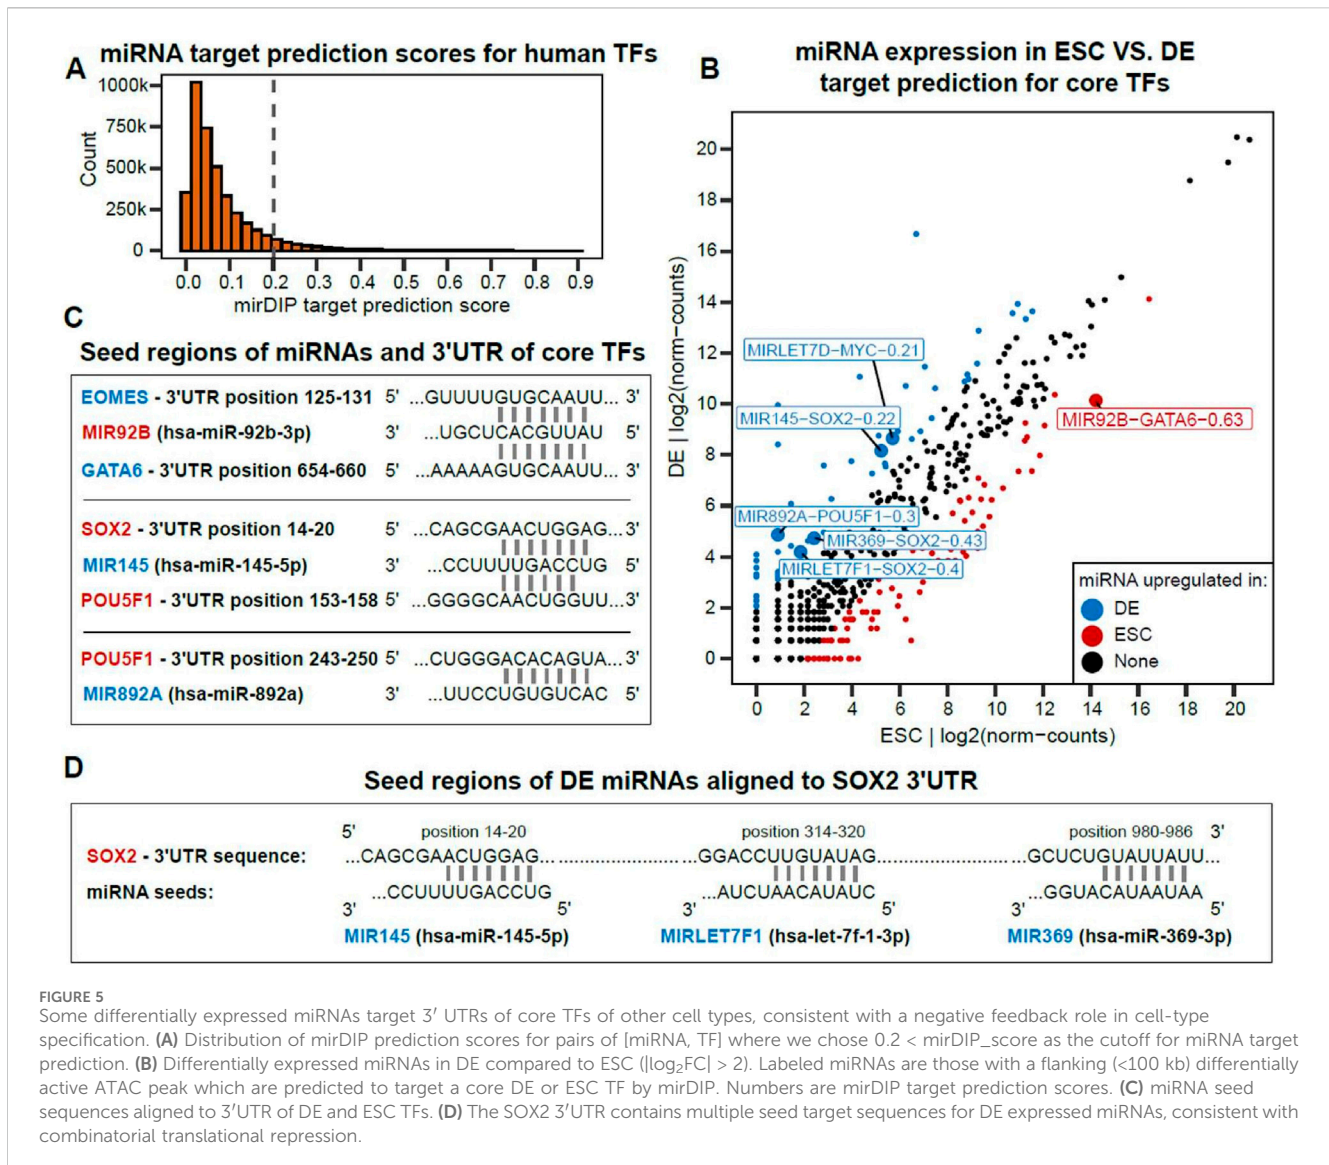 A
miRNA target prediction scores for human TFs
Count
1000k
750k
500k
250k
0
0.0 0.1 0.2 0.3 0.4 0.5 0.6 0.7 0.8 0.9
mirDIP target prediction score
B
miRNA expression in ESC VS. DE
target prediction for core TFs
DE | log2(norm−counts)
20
18
16
14
12
10
8
6
4
2
0
MIRLET7D−MYC−0.21
MIR145−SOX2−0.22
MIR92B−GATA6−0.63
MIR892A−POU5F1−0.3
MIR369−SOX2−0.43
MIRLET7F1−SOX2−0.4
miRNA upregulated in:
DE
ESC
None
0 2 4 6 8 10 12 14 16 18 20
ESC | log2(norm−counts)
C
Seed regions of miRNAs and 3'UTR of core TFs
EOMES - 3'UTR position 125-131 5' ...GUUUUGUGCAAUU... 3'
MIR92B (hsa-miR-92b-3p) 3' ...UGCUCACGUUAU 5'
GATA6 - 3'UTR position 654-660 5' ...AAAAAGUGCAAUU... 3'
SOX2 - 3'UTR position 14-20 5' ...CAGCGAACUGGAG...3'
MIR145 (hsa-miR-145-5p) 3' ...CCUUUUGACCUG 5'
POU5F1 - 3'UTR position 153-158 5' ...GGGGCAACUGGUU...3'
POU5F1 - 3'UTR position 243-250 5' ...CUGGGACACAGUA...3'
MIR892A (hsa-miR-892a) 3' ...UUCCUGUGUCAC 5'
D
Seed regions of DE miRNAs aligned to SOX2 3'UTR
5' position 14-20 position 314-320 position 980-986 3'
SOX2 - 3'UTR sequence: ...CAGCGAACUGGAG...........................GGACCUUGUAUAG...........................GCUCUGUAUUAUU...
miRNA seeds: ...CCUUUUGACCUG ...AUCUAACAUAUC ...GGUACAUAAUAA
3' 5' 3' 5' 3' 5'
MIR145 (hsa-miR-145-5p) MIRLET7F1 (hsa-let-7f-1-3p) MIR369 (hsa-miR-369-3p)
FIGURE 5
Some differentially expressed miRNAs target 3′ UTRs of core TFs of other cell types, consistent with a negative feedback role in cell-type
specification. (A) Distribution of mirDIP prediction scores for pairs of [miRNA, TF] where we chose 0.2 < mirDIP_score as the cutoff for miRNA target
prediction. (B) Differentially expressed miRNAs in DE compared to ESC (|log₂FC| > 2). Labeled miRNAs are those with a flanking (<100 kb) differentially
active ATAC peak which are predicted to target a core DE or ESC TF by mirDIP. Numbers are mirDIP target prediction scores. (C) miRNA seed
sequences aligned to 3′UTR of DE and ESC TFs. (D) The SOX2 3′UTR contains multiple seed target sequences for DE expressed miRNAs, consistent with
combinatorial translational repression.